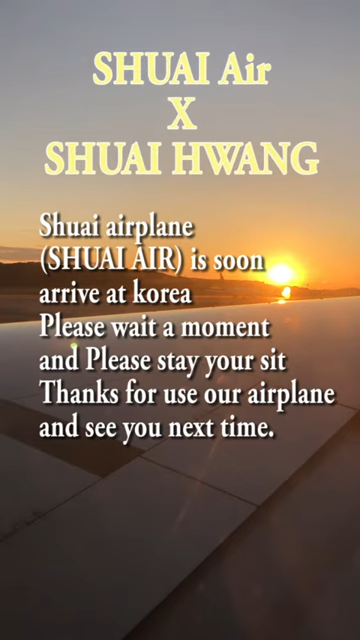 SHUAI Air
X
SHUAI HWANG
Shuai airplane
(SHUAI AIR) is soon
arrive at korea
Please wait a moment
and Please stay your sit
Thanks for use our airplane
and see you next time.